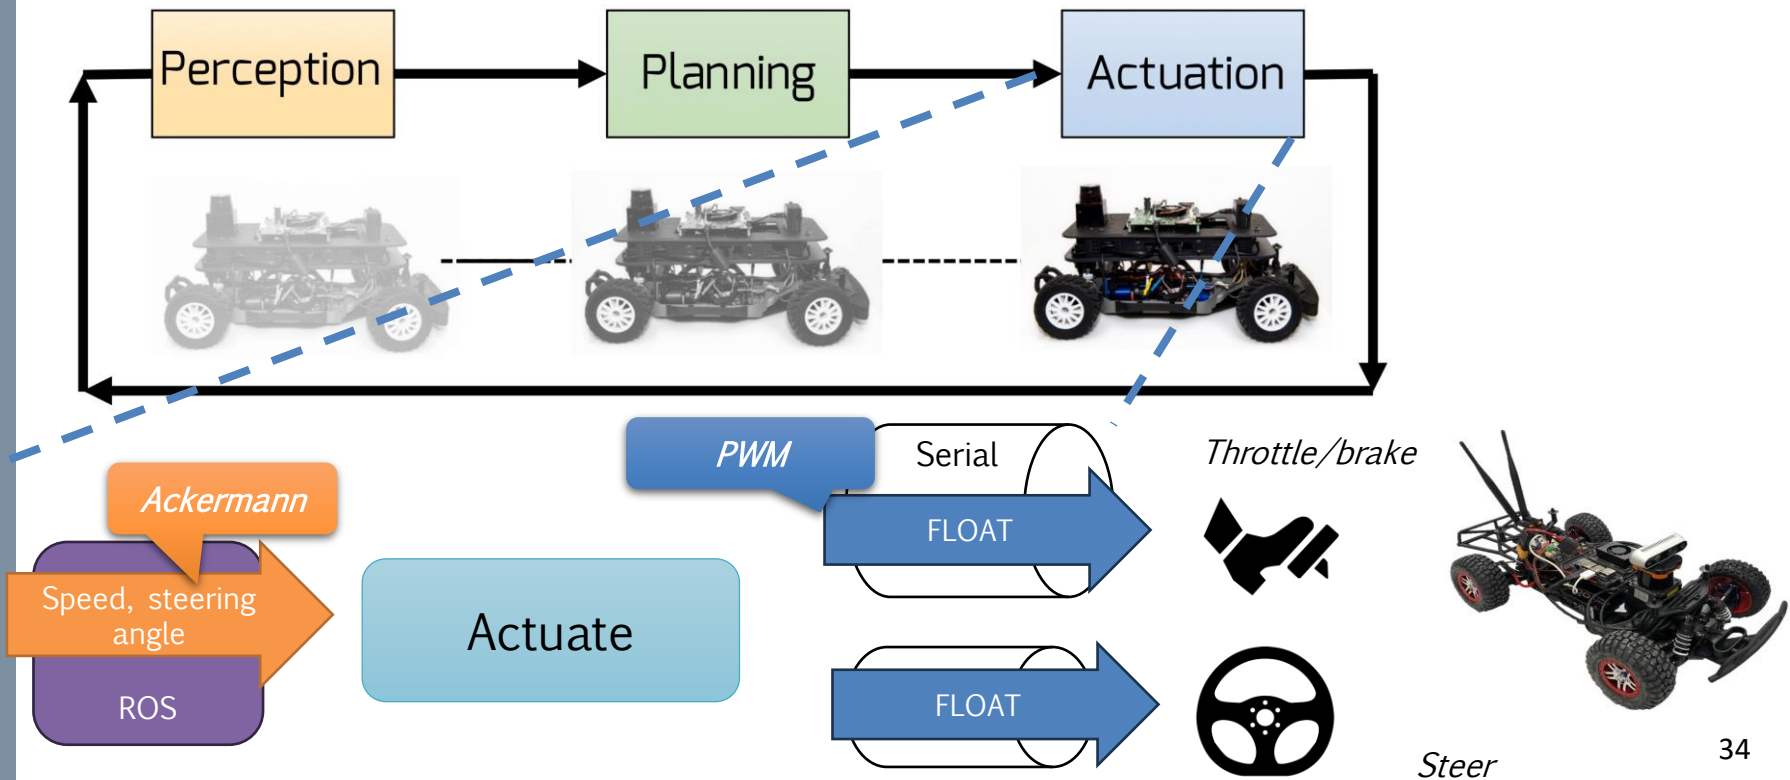 Perception
Planning
Actuation
PWM
Serial
Throttle/brake
Ackermann
FLOAT
Speed, steering
angle
Actuate
ROS
FLOAT
Steer
34